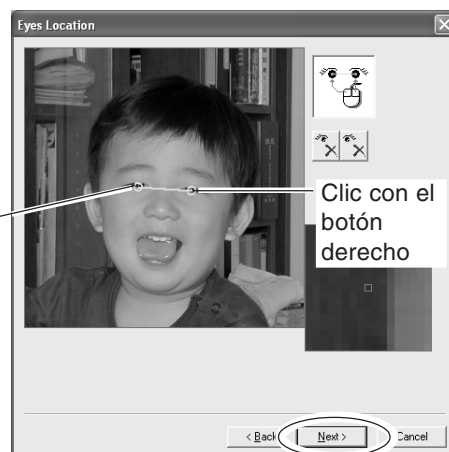 Eyes Location
Clic con el
botón
derecho
< Back
Next >
Cancel